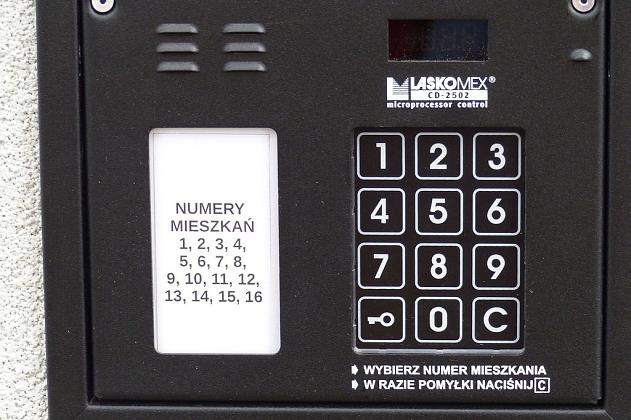 LASKOMEX®
CD-2502
microprocessor control
NUMERY
MIESZKAŃ
1, 2, 3, 4,
5, 6, 7, 8,
9, 10, 11, 12,
13, 14, 15, 16
1 2 3
4 5 6
7 8 9
0 C
WYBIERZ NUMER MIESZKANIA
W RAZIE POMYŁKI NACIŚNIJ C